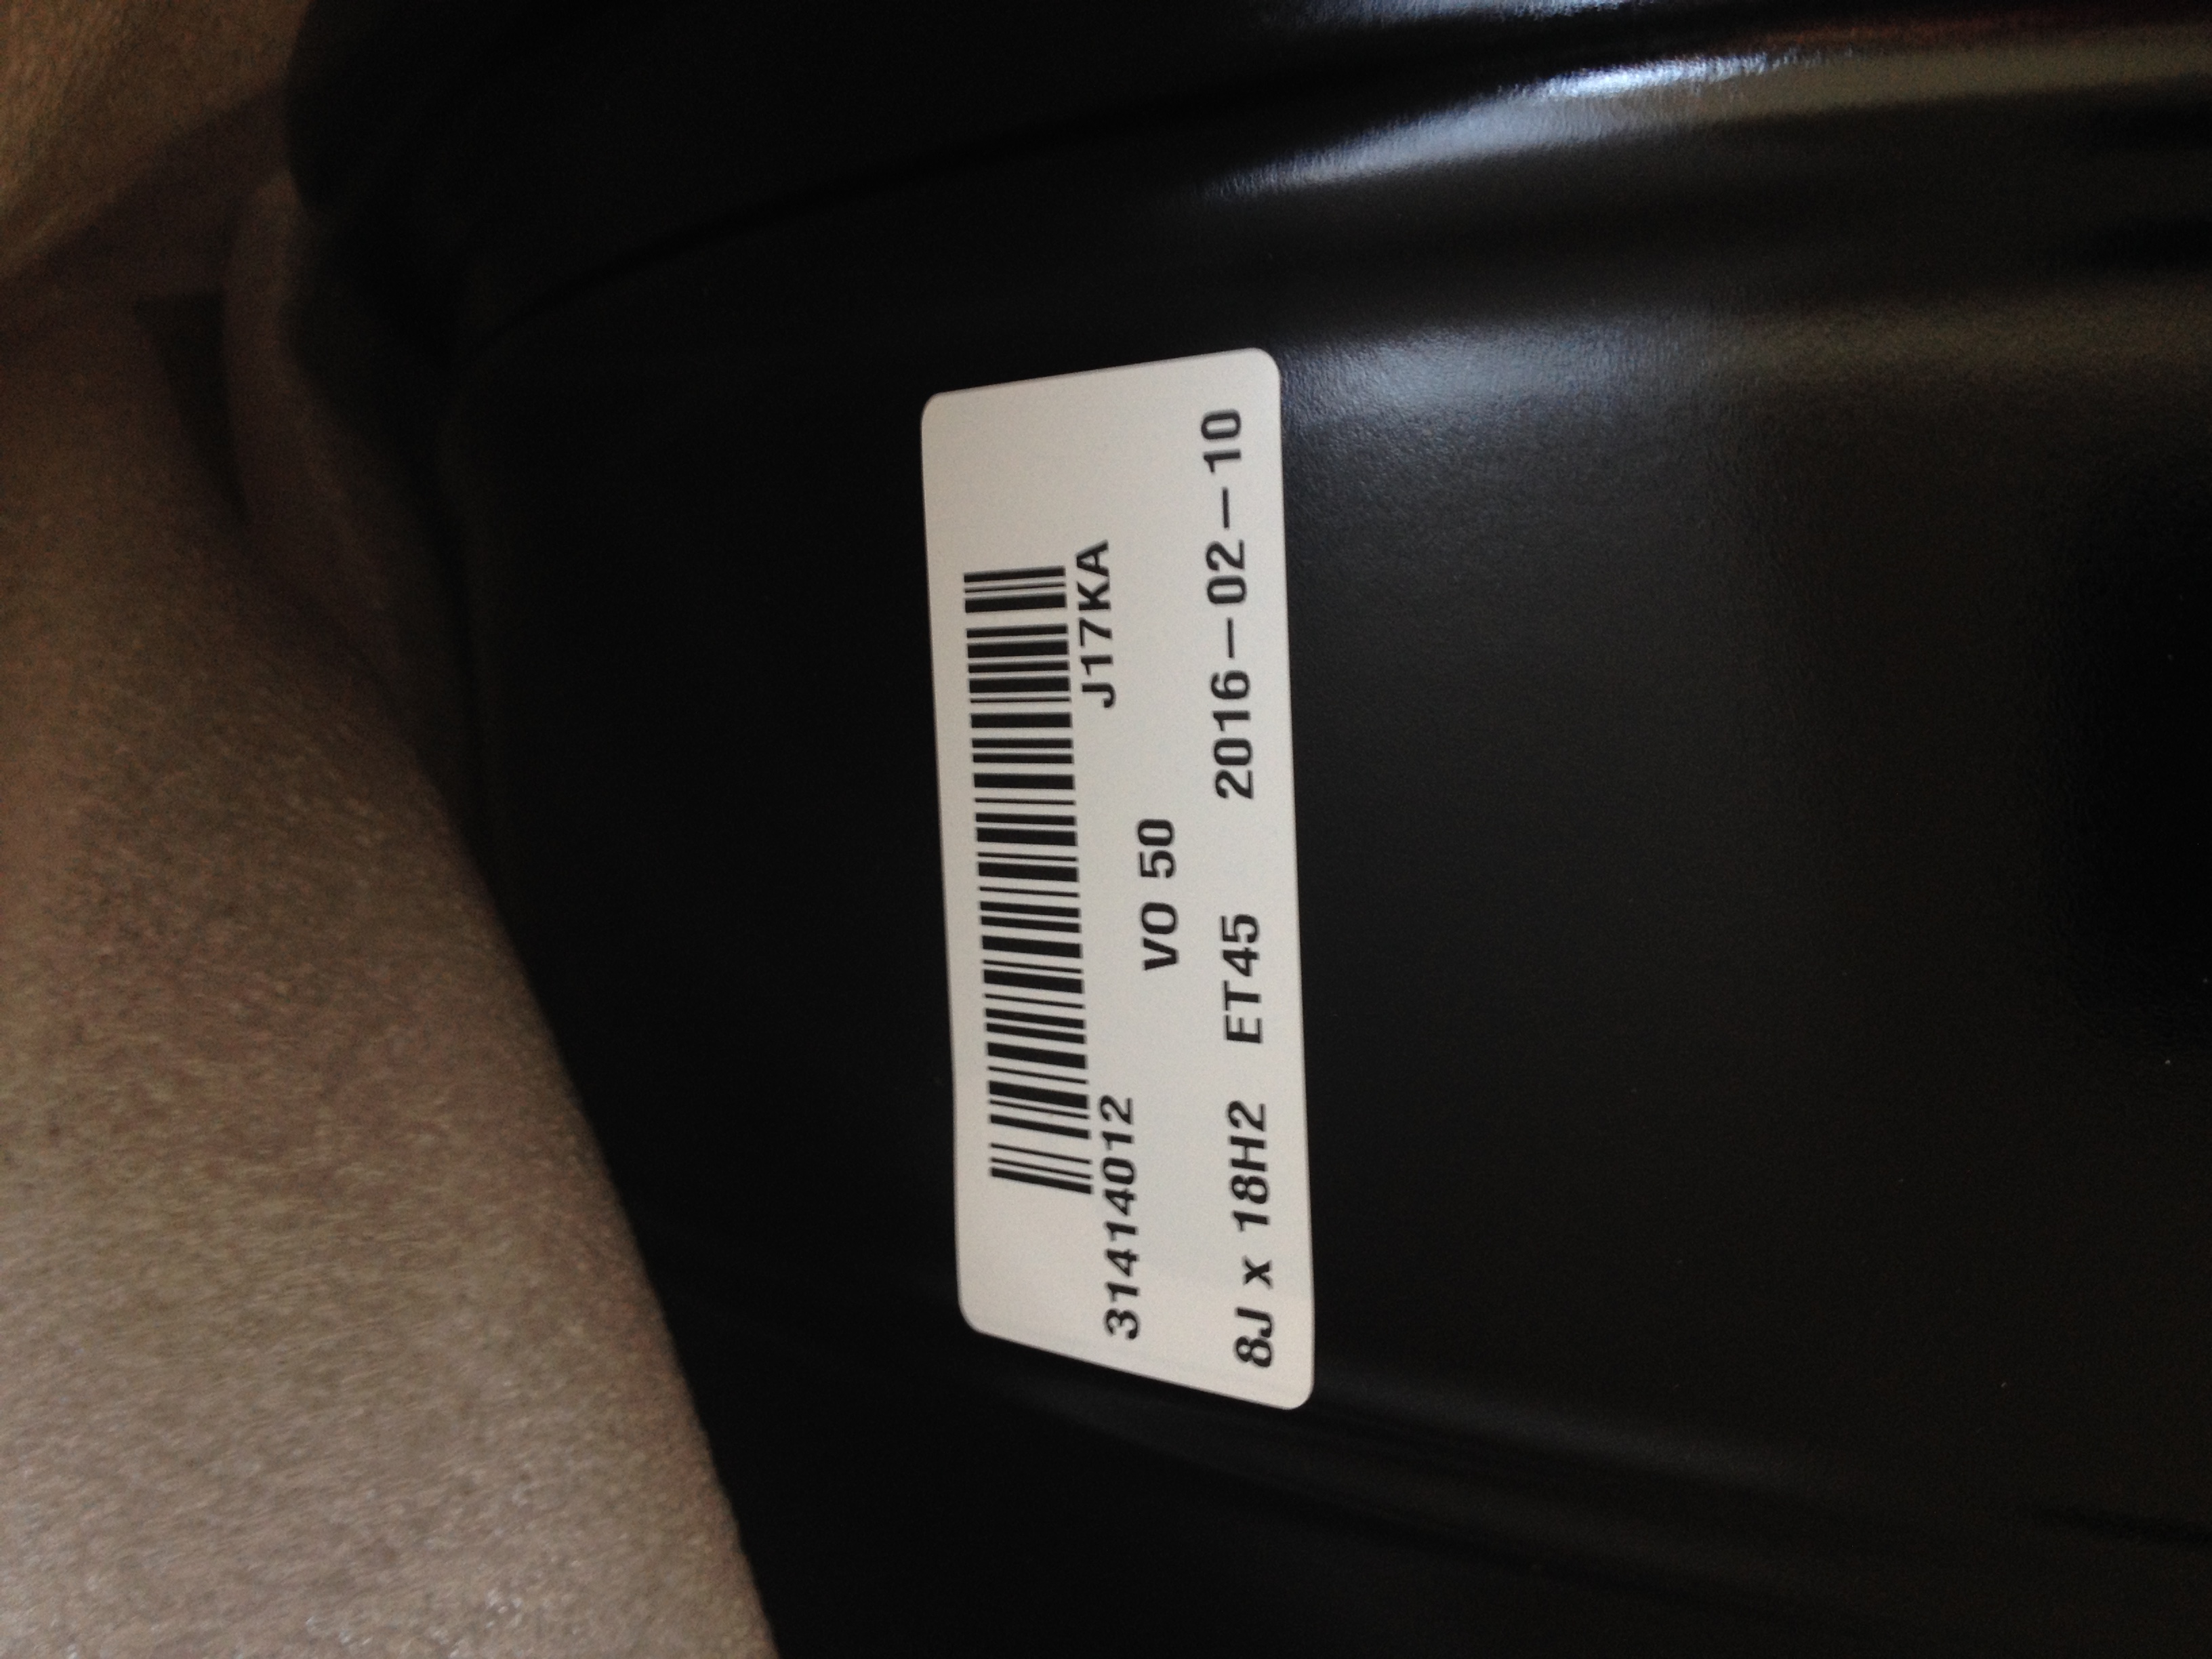 31414012 J17KA
VO 50
8J x 18H2 ET45 2016-02-10